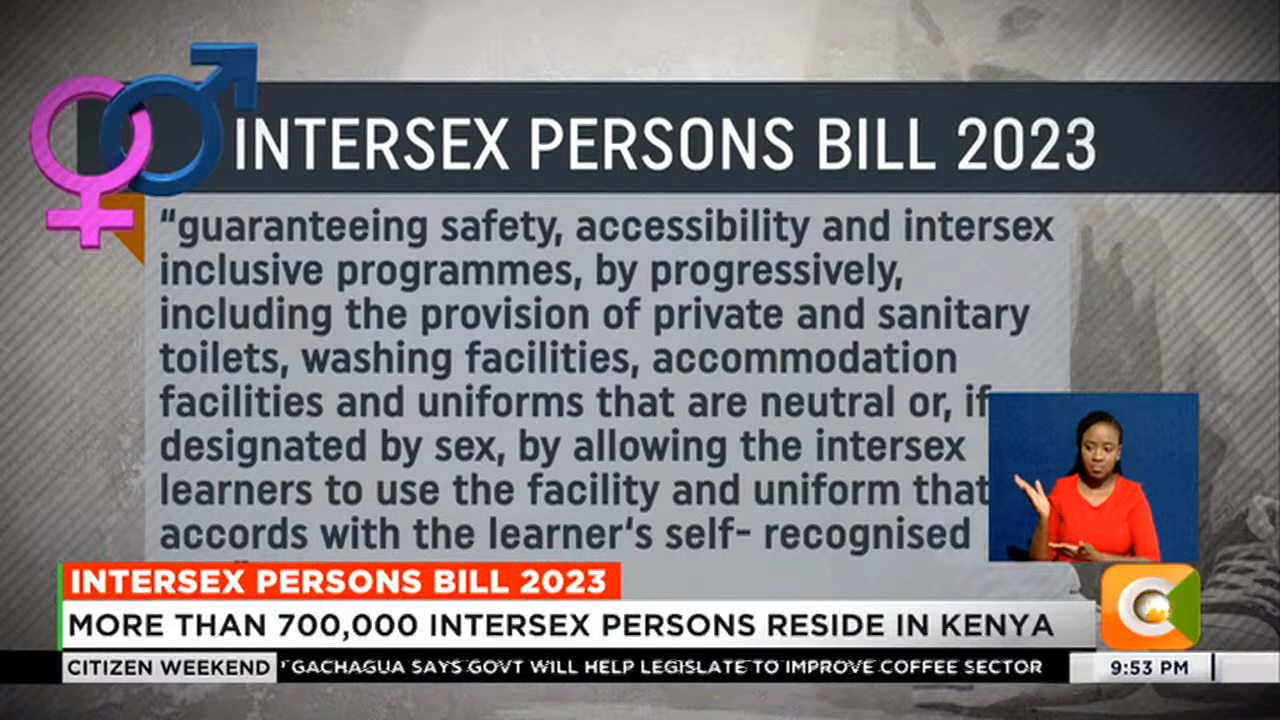 INTERSEX PERSONS BILL 2023
“guaranteeing safety, accessibility and intersex
inclusive programmes, by progressively,
including the provision of private and sanitary
toilets, washing facilities, accommodation
facilities and uniforms that are neutral or, if
designated by sex, by allowing the intersex
learners to use the facility and uniform that
accords with the learner‘s self- recognised
INTERSEX PERSONS BILL 2023
MORE THAN 700,000 INTERSEX PERSONS RESIDE IN KENYA
CITIZEN WEEKEND
GACHAGUA SAYS GOVT WILL HELP LEGISLATE TO IMPROVE COFFEE SECTOR
9:53 PM